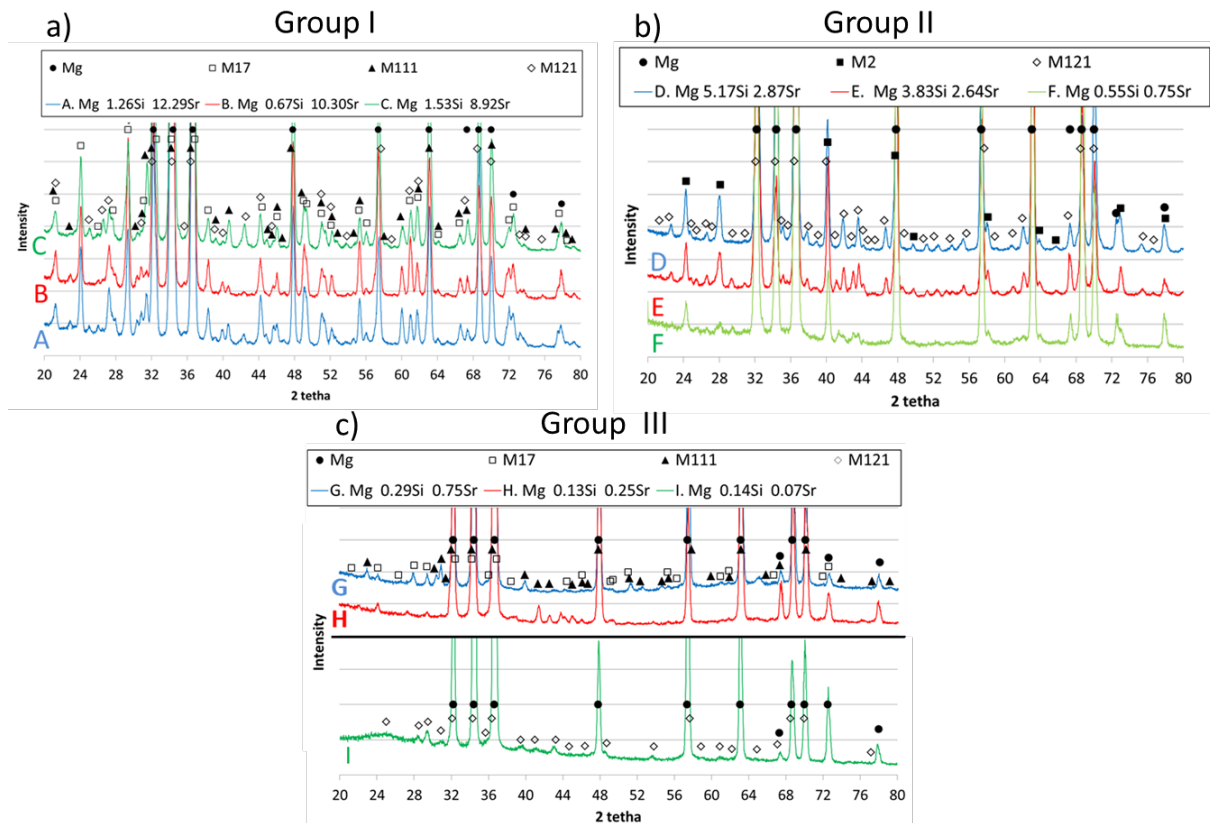 a) Group I
● Mg □ M17 ▲ M111 ◇ M121
A. Mg 1.26Si 12.29Sr B. Mg 0.67Si 10.30Sr C. Mg 1.53Si 8.92Sr
Intensity
C
B
A
20 24 28 32 36 40 44 48 52 56 60 64 68 72 76 80
2 tetha
b) Group II
● Mg ■ M2 ◇ M121
D. Mg 5.17Si 2.87Sr E. Mg 3.83Si 2.64Sr F. Mg 0.55Si 0.75Sr
Intensity
D
E
F
20 24 28 32 36 40 44 48 52 56 60 64 68 72 76 80
2 tetha
c) Group III
● Mg □ M17 ▲ M111 ◇ M121
G. Mg 0.29Si 0.75Sr H. Mg 0.13Si 0.25Sr I. Mg 0.14Si 0.07Sr
G
H
Intensity
I
20 24 28 32 36 40 44 48 52 56 60 64 68 72 76 80
2 tetha